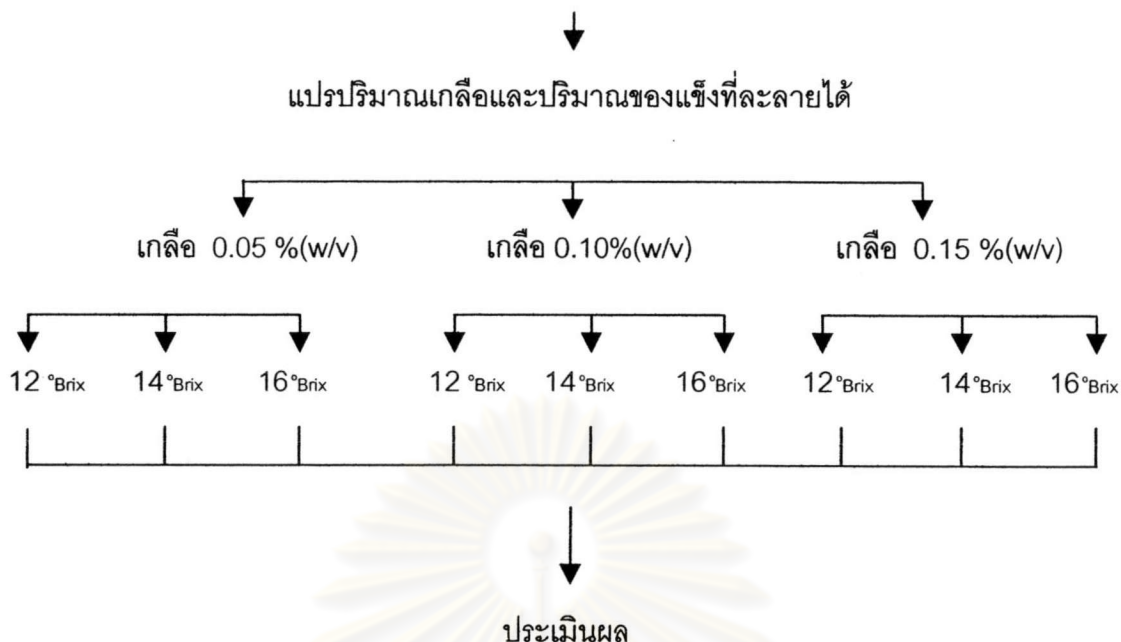 แปรปริมาณเกลือและปริมาณของแข็งที่ละลายได้
เกลือ 0.05 %(w/v) เกลือ 0.10%(w/v) เกลือ 0.15 %(w/v)
12 °Brix 14°Brix 16°Brix 12 °Brix 14°Brix 16°Brix 12°Brix 14°Brix 16°Brix
ประเมินผล